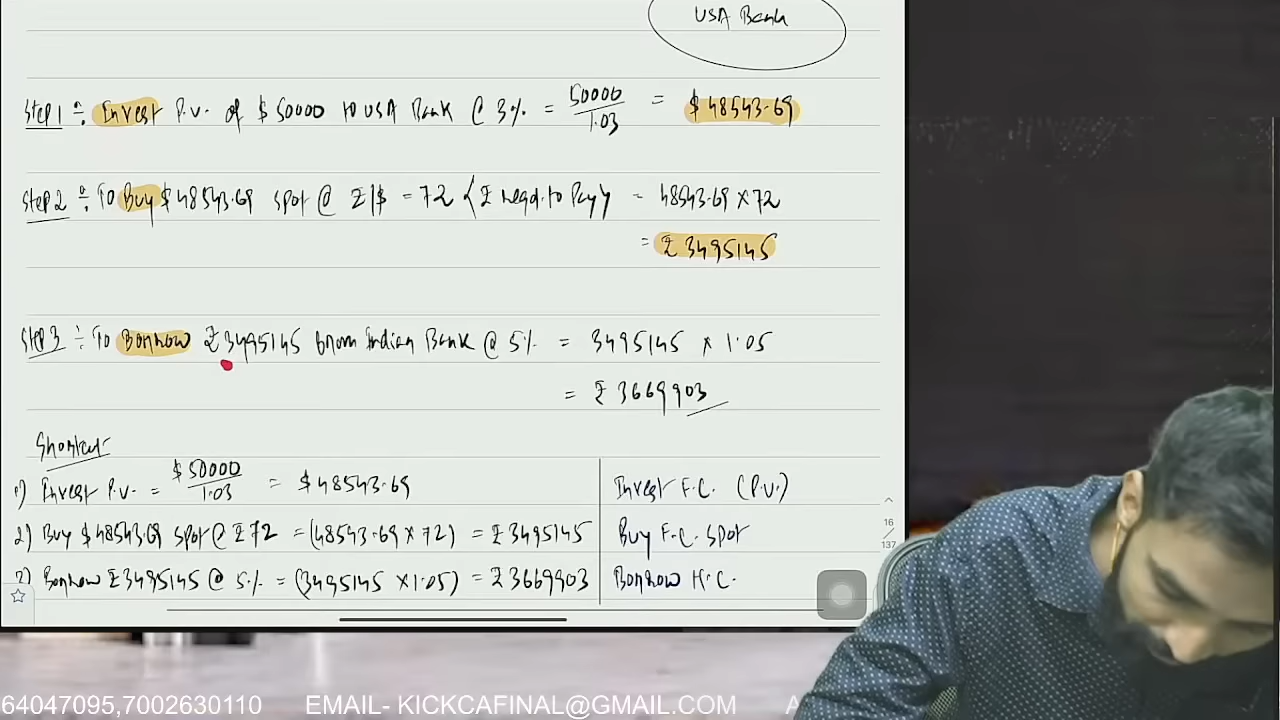 USA Bank
Step 1 ÷ Invest P.V. of $ 50000 to USA Bank @ 3% = 50000/1.03 = $ 48543.69
Step 2 ÷ To Buy $48543.69 spot @ ₹/$ = 72 {₹ reqd. to Pay} = 48543.69 × 72
= ₹ 3495145
Step 3 ÷ To Borrow ₹3495145 from Indian Bank @ 5% = 3495145 × 1.05
= ₹ 3669903
Shortcut
1) Invest P.V. = $ 50000/1.03 = $48543.69
Invest F.C. (P.V.)
2) Buy $48543.69 spot @ ₹72 = (48543.69 × 72) = ₹3495145
Buy F.C. spot
3) Borrow ₹3495145 @ 5% = (3495145 × 1.05) = ₹3669903
Borrow H.C.
16/137
64047095,7002630110 EMAIL- KICKCAFINAL@GMAIL.COM A